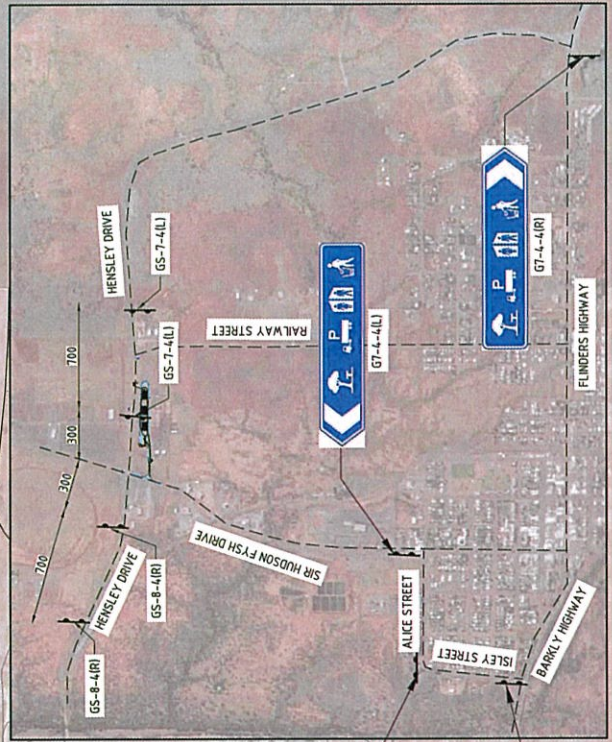 HENSLEY DRIVE
700
300
300
700
GS-7-4(L)
GS-7-4(L)
RAILWAY STREET
HENSLEY DRIVE
GS-8-4(R)
GS-8-4(R)
SIR HUDSON FYSH DRIVE
P
G7-4-4(L)
P
G7-4-4(R)
ALICE STREET
ISLEY STREET
FLINDERS HIGHWAY
BARKLY HIGHWAY